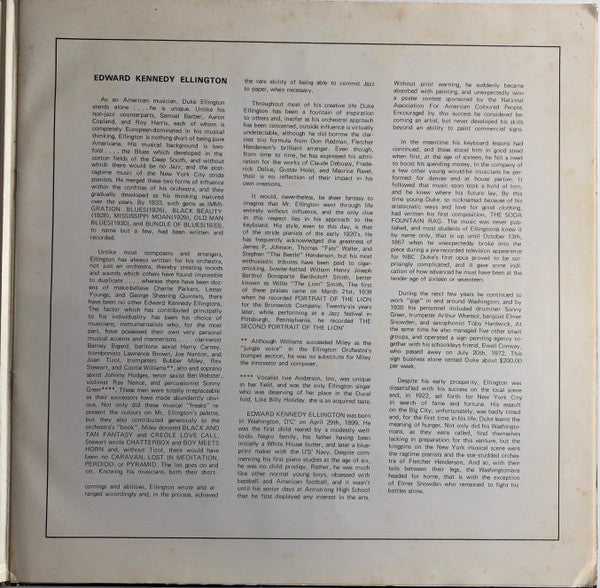 EDWARD KENNEDY ELLINGTON
As an American musician, Duke Ellington
stands alone .....he is unique. Unlike his
non-jazz counterparts, Samuel Barber, Aaron
Copland, and Roy Harris, each of whom is
completely European-dominated in his musical
thinking, Ellington is nothing short of being pure
Americana. His musical background is two-
fold .... the Blues which developed in the
cotton fields of the Deep South, and without
which there would be no Jazz, and the post-
ragtime music of the New York City stride
pianists. He merged these two forms of influence
within the confines of his orchestra, and they
gradually developed as his thinking matured
over the years. By 1933, such gems as IMMI-
GRATION BLUES(1926), BLACK BEAUTY
(1928), MISSISSIPPI MOAN(1929), OLD MAN
BLUES(1930), and BUNDLE OF BLUES(1933),
to name but a few, had been written and
recorded.
Unlike most composers and arrangers,
Ellington has always written for his orchestra,
not just an orchestra, thereby creating moods
and sounds which others have found impossible
to duplicate ..... whereas there have been doz-
ens of make-believe Charlie Parkers, Lester
Youngs, and George Shearing Quintets, there
have been no other Edward Kennedy Ellingtons.
The factor which has contributed principally
to his individuality has been his choice of
musicians, instrumentalists who, for the most
part, have possessed their own very personal
musical accents and mannerisms .... clarinetist
Barney Bigard, baritone saxist Harry Carney,
trombonists Lawrence Brown, Joe Nanton, and
Juan Tizol, trumpeters Bubber Miley, Rex
Stewart, and Cootie Williams**, alto and soprano
saxist Johnny Hodges, tenor saxist Ben Webster,
violinist Ray Nance, and percussionist Sonny
Greer****. These men were totally irreplaceable
as their successors have made abundantly obvi-
ous. Not only did these musical "freaks" re-
present the colours on Mr. Ellington's palette,
but they also contributed generously to the
orchestra's "book". Miley donated BLACK AND
TAN FANTASY and CREOLE LOVE CALL,
Stewart wrote CHATTERBOX and BOY MEETS
HORN and, without Tizol, there would have
been no CARAVAN, LOST IN MEDITATION,
PERDIDO, or PYRAMID. The list goes on and
on. Knowing his musicians, both their short-
comings and abilities, Ellington wrote and ar-
ranged accordingly and, in the process, achieved
the rare ability of being able to commit Jazz
to paper, when necessary.
Throughout most of his creative life Duke
Ellington has been a fountain of inspiration
to others and, insofar as his orchestral approach
has been concerned, outside influence is virtually
undetectable, although he did borrow the clar-
inet trio formula from Don Redman, Fletcher
Henderson's brilliant arranger. Even though,
from time to time, he has expressed his admi-
ration for the works of Claude Debussy, Frede-
rick Delius, Gustav Holst, and Maurice Ravel,
there is no reflection of their impact in his
own creations.
It would, nevertheless, be sheer fantasy to
imagine that Mr. Ellington went through life
entirely without influence, and the only clue
in this respect lies in his approach to the
keyboard. His style, even to this day, is that
of the stride pianists of the early 1920's. He
has frequently acknowledged the greatness of
James P. Johnson, Thomas "Fats" Waller, and
Stephen "The Beetle" Henderson, but his most
enthusiastic tributes have been paid to cigar-
smoking, bowler-hatted William Henry Joseph
Berthol Bonaparte Bertholoff Smith, better
known as Willie "The Lion" Smith. The first
of these praises came on March 21st, 1939
when he recorded PORTRAIT OF THE LION
for the Brunswick Company. Twenty-six years
later, while performing at a Jazz festival in
Pittsburgh, Pennsylvania, he recorded 'THE
SECOND PORTRAIT OF THE LION'
** Although Williams succeeded Miley as the
"jungle voice" in the Ellington Orchestra's
trumpet section, he was no substitute for Miley
the innovator and composer.
**** Vocalist Ivie Anderson, too, was unique
in her field, and was the only Ellington singer
who was deserving of her place in the Ducal
fold. Like Billy Holiday, she is an acquired taste.
EDWARD KENNEDY ELLINGTON was born
in Washington, D'C' on April 29th, 1899. He
was the first child reared by a modestly well-
to-do Negro family, his father having been
initially a White House butler, and later a blue-
print maker with the U'S' Navy. Despite com-
mencing his first piano studies at the age of six,
he was no child prodigy. Rather, he was much
like other normal young boys, obsessed with
baseball and American football, and it wasn't
until his senior days at Armstrong High School
that he first displayed any interest in the arts.
Without prior warning, he suddenly became
absorbed with painting, and unexpectedly won
a poster contest sponsored by the National
Association For American Coloured People.
Encouraged by this success he considered be-
coming an artist, but never developed his skills
beyond an ability to paint commercial signs.
In the meantime his keyboard lessons had
continued, and these stood him in good stead
when first, at the age of sixteen, he felt a need
to boost his spending money. In the company of
a few other young would-be musicians he per-
formed for dances and at house parties. It
followed that music soon took a hold of him,
and he knew where his future lay. By this
time young Duke, so nicknamed because of his
aristocratic ways and love for good clothing,
had written his first composition, THE SODA
FOUNTAIN RAG. The music was never pub-
lished, and most students of Ellingtonia knew it
by name only, that is up until October 13th,
1967 when he unexpectedly broke into the
piece during a pre-recorded television appearance
for NBC. Duke's first opus proved to be sur-
prisingly complicated, and it gave some indi-
cation of how advanced he must have been at the
tender age of sixteen or seventeen.
During the next few years he continued to
work "gigs" in and around Washington, and by
1920 his personnel included drummer Sonny
Greer, trumpeter Arthur Whetsol, banjoist Elmer
Snowden, and saxophonist Toby Hardwick. At
the same time he also managed five other small
groups, and operated a sign painting agency to-
gether with his schooldays friend, Ewell Conway,
who passed away on July 20th, 1972. This
sign business alone netted Duke about $200.00
per week.
Despite his early prosperity, Ellington was
dissatisfied with his success on the local scene
and, in 1922, set forth for New York City
in search of fame and fortune. His assault
on the Big City, unfortunately, was badly timed
and, for the first time in his life, Duke learnt the
meaning of hunger. Not only did his Washingto-
nians, as they were called, find themselves
lacking in preparation for this venture, but the
kingpins on the New York musical scene were
the ragtime pianists and the star-studded orches-
tra of Fletcher Henderson. And so, with their
tails between their legs, the Washingtonians
headed for home, that is with the exception
of Elmer Snowden who remained to fight his
battles alone.